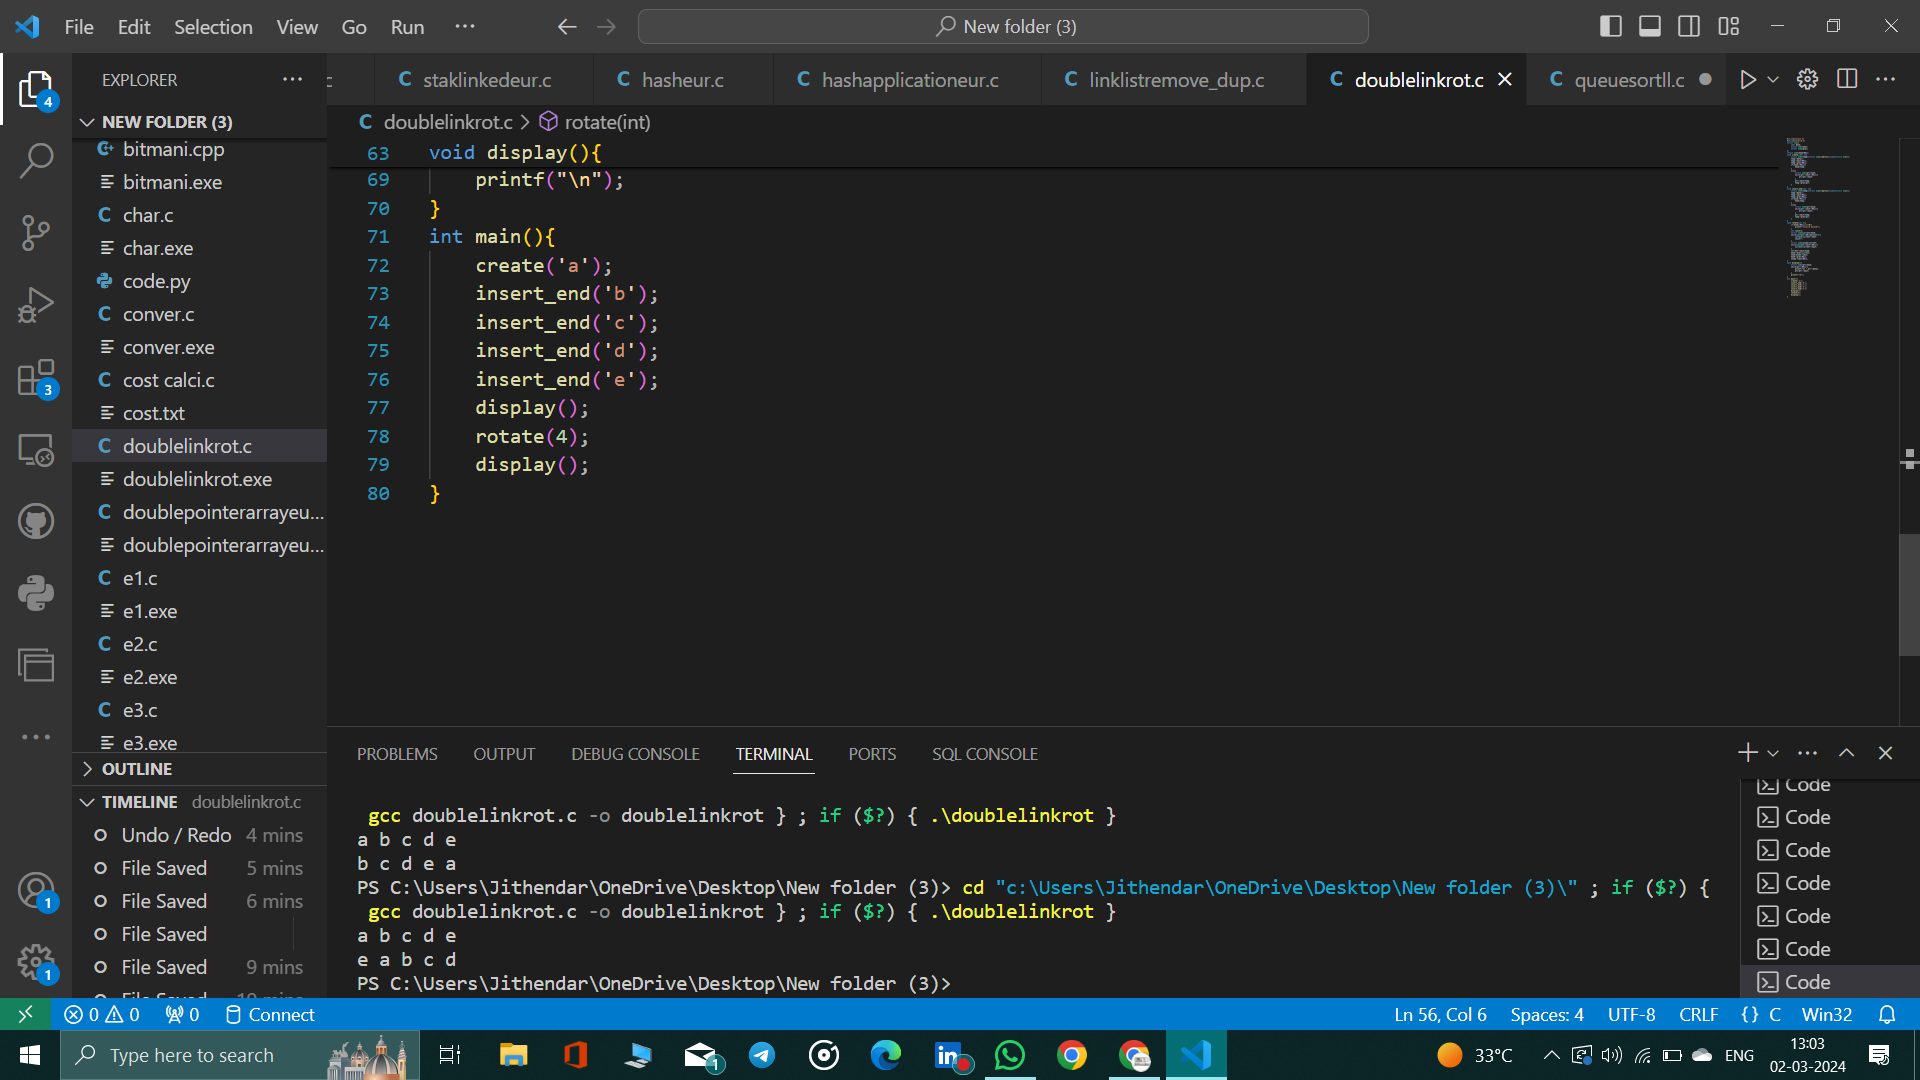 File Edit Selection View Go Run ··· New folder (3)
EXPLORER
NEW FOLDER (3)
bitmani.cpp
bitmani.exe
char.c
char.exe
code.py
conver.c
conver.exe
cost calci.c
cost.txt
doublelinkrot.c
doublelinkrot.exe
doublepointerarrayeu...
doublepointerarrayeu...
e1.c
e1.exe
e2.c
e2.exe
e3.c
e3.exe
OUTLINE
TIMELINE doublelinkrot.c
Undo / Redo 4 mins
File Saved 5 mins
File Saved 6 mins
File Saved
File Saved 9 mins
staklinkedeur.c hasheur.c hashapplicationeur.c linklistremove_dup.c doublelinkrot.c queuesortll.c
doublelinkrot.c > rotate(int)
63 void display(){
69 printf("\n");
70 }
71 int main(){
72 create('a');
73 insert_end('b');
74 insert_end('c');
75 insert_end('d');
76 insert_end('e');
77 display();
78 rotate(4);
79 display();
80 }
PROBLEMS OUTPUT DEBUG CONSOLE TERMINAL PORTS SQL CONSOLE
gcc doublelinkrot.c -o doublelinkrot } ; if ($?) { .\doublelinkrot }
a b c d e
b c d e a
PS C:\Users\Jithendar\OneDrive\Desktop\New folder (3)> cd "c:\Users\Jithendar\OneDrive\Desktop\New folder (3)\" ; if ($?) {
gcc doublelinkrot.c -o doublelinkrot } ; if ($?) { .\doublelinkrot }
a b c d e
e a b c d
PS C:\Users\Jithendar\OneDrive\Desktop\New folder (3)>
Code
Code
Code
Code
Code
Code
Code
0 0 0 Connect Ln 56, Col 6 Spaces: 4 UTF-8 CRLF {} C Win32
Type here to search 33°C ENG 13:03
02-03-2024